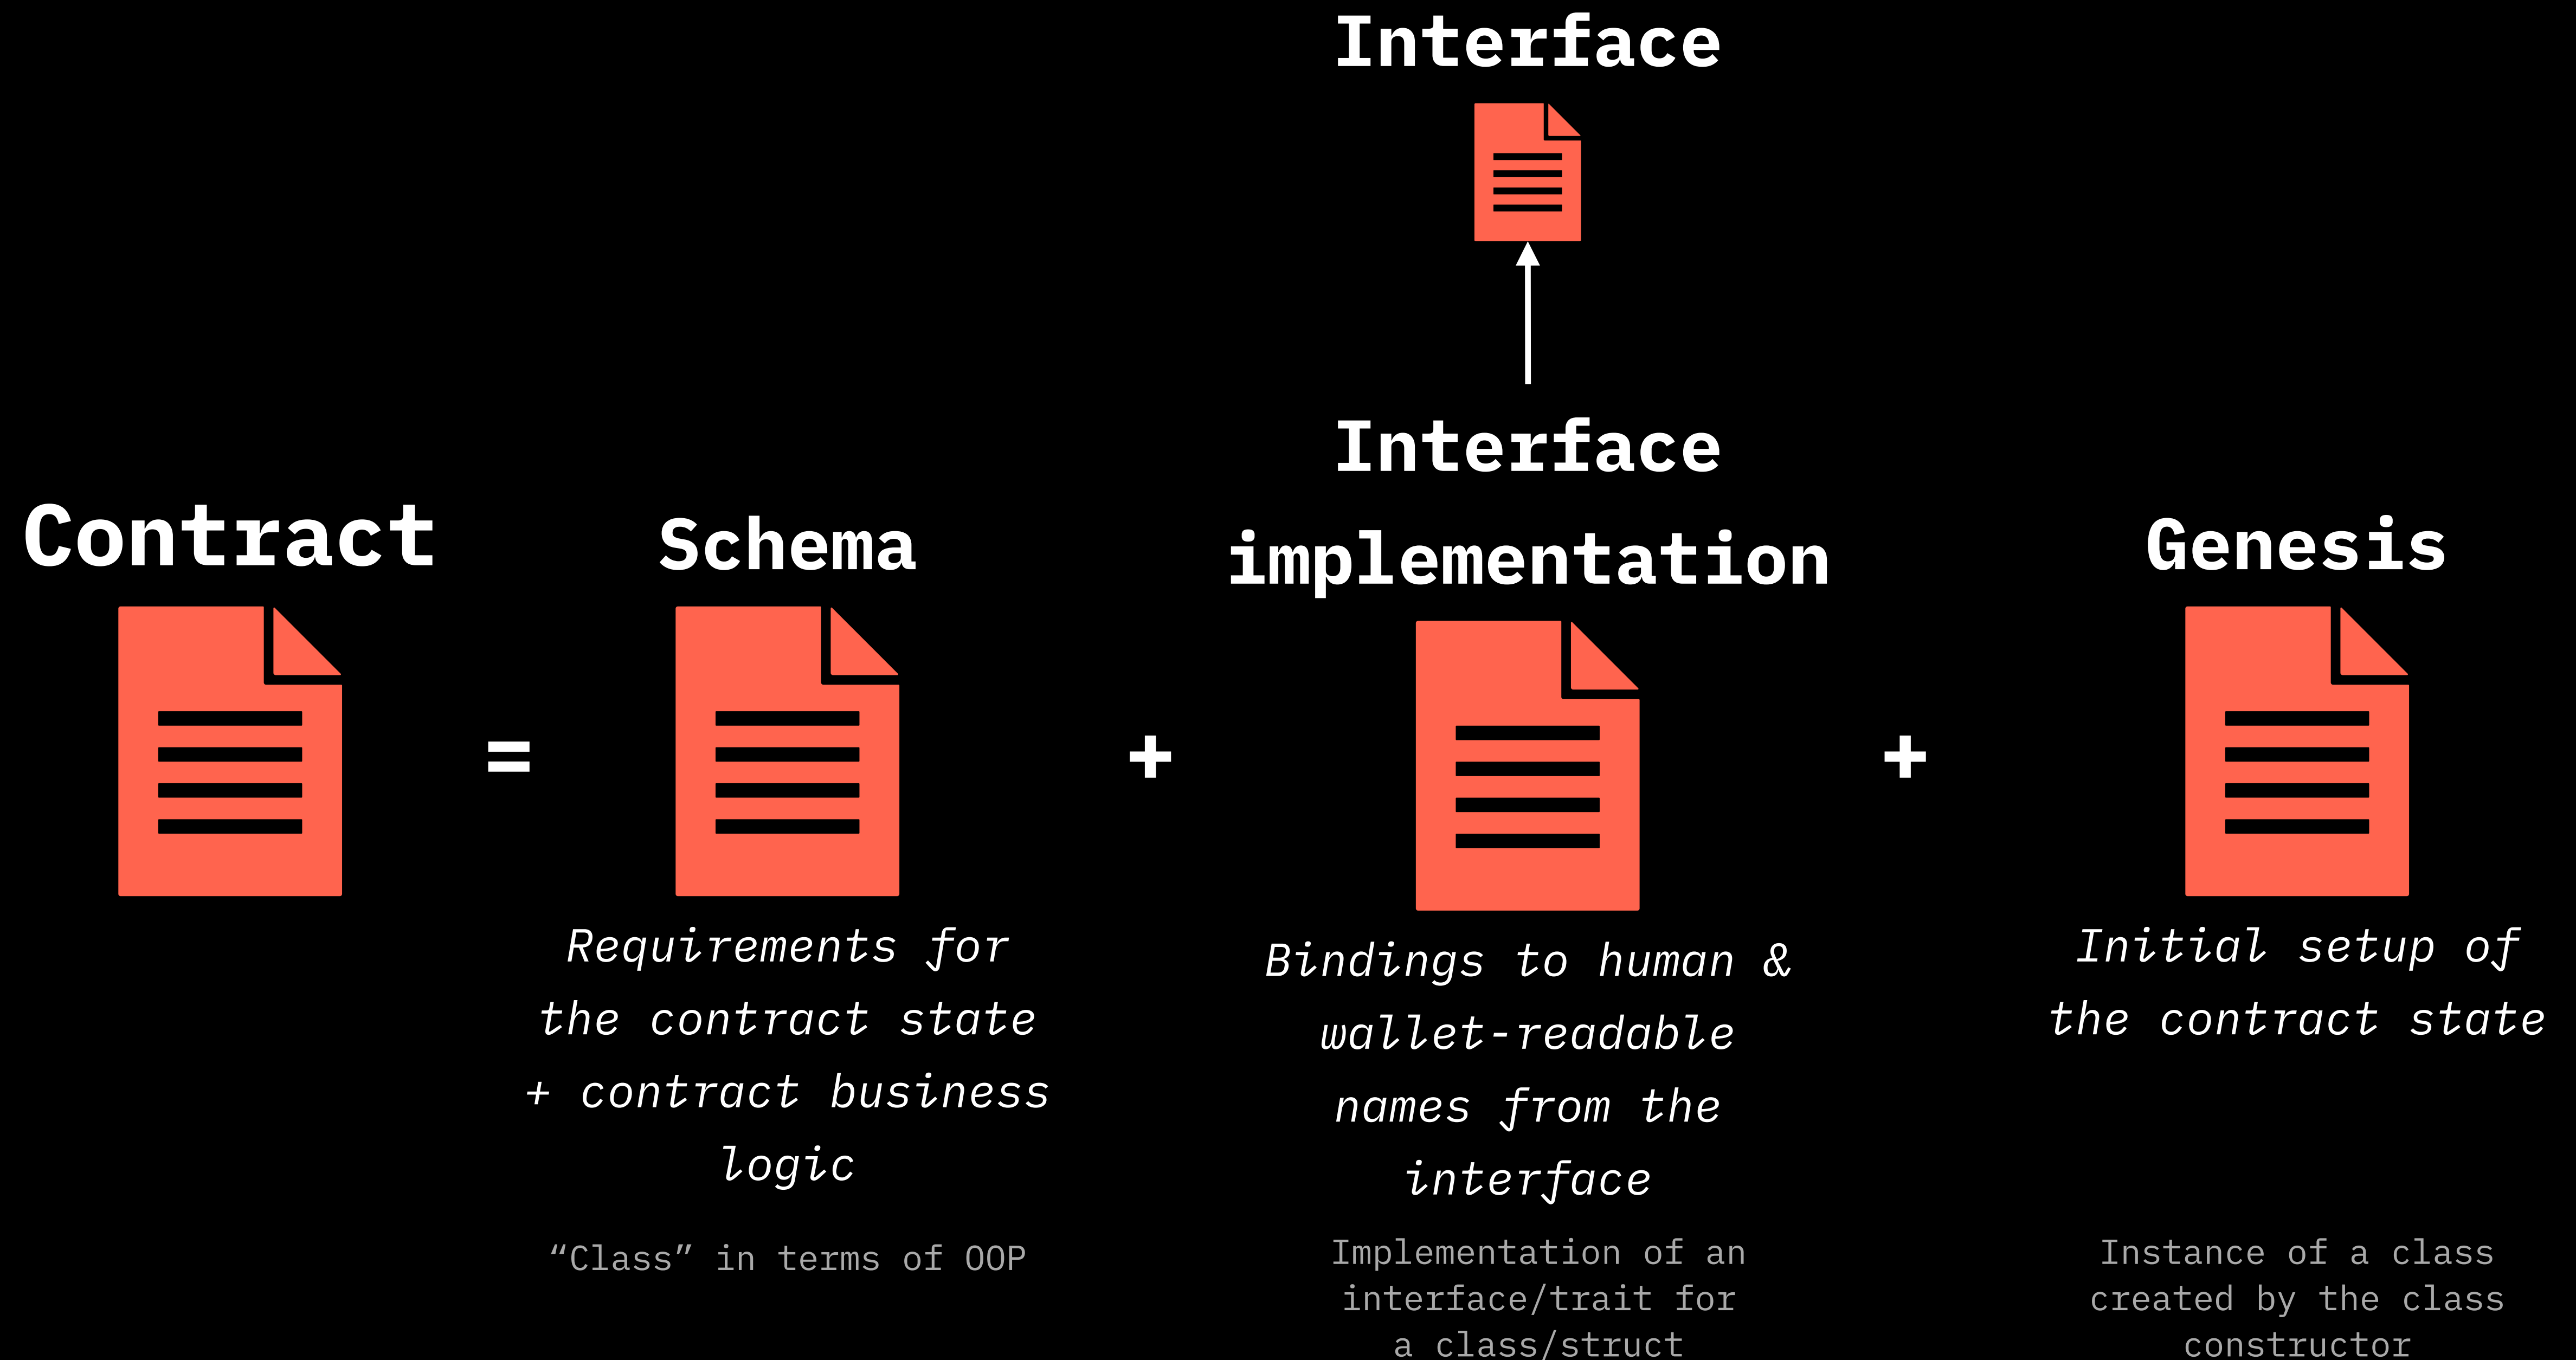 Interface
Interface
implementation
Contract
Schema
Genesis
=
+
+
Requirements for
the contract state
+ contract business
logic
“Class” in terms of OOP
Bindings to human &
wallet-readable
names from the
interface
Implementation of an
interface/trait for
a class/struct
Initial setup of
the contract state
Instance of a class
created by the class
constructor